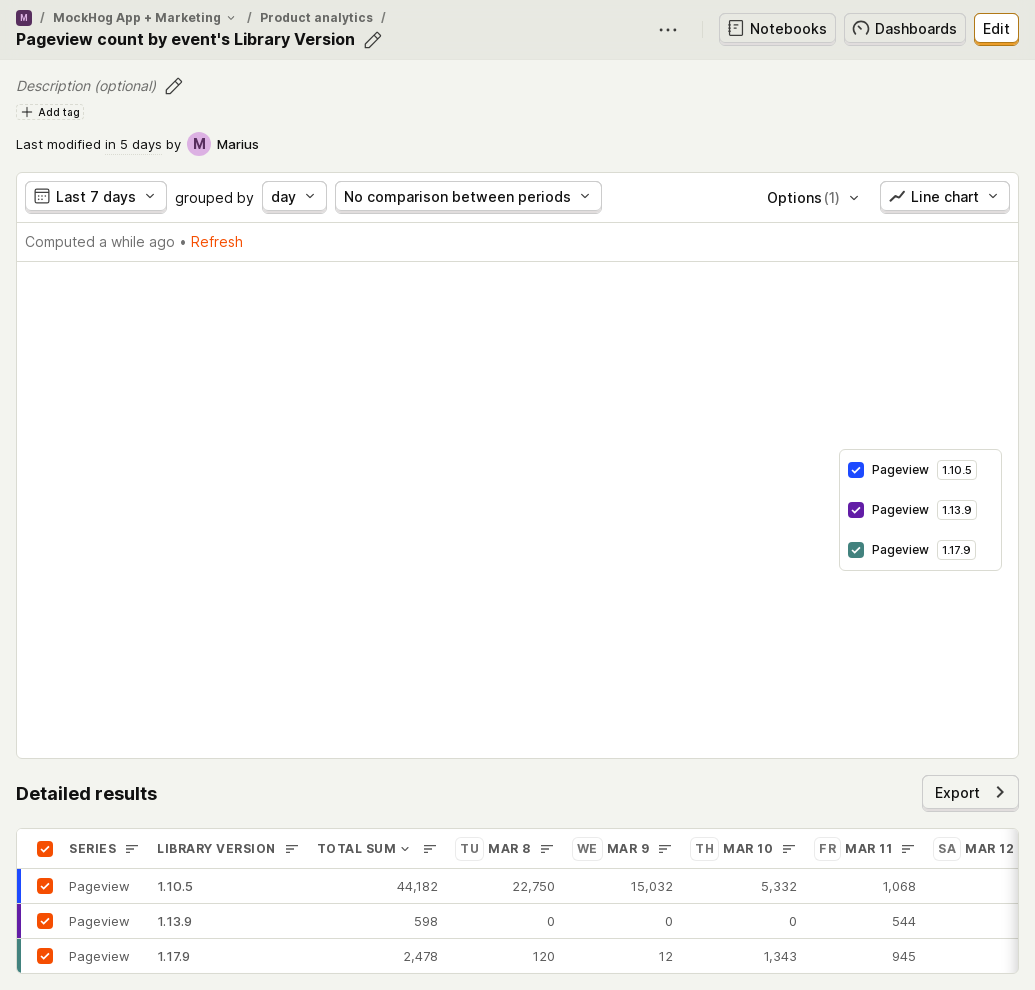 M / MockHog App + Marketing / Product analytics /
Pageview count by event's Library Version
Notebooks Dashboards Edit
Description (optional)
Add tag
Last modified in 5 days by M Marius
Last 7 days grouped by day No comparison between periods Options (1) Line chart
Computed a while ago • Refresh
Pageview 1.10.5
Pageview 1.13.9
Pageview 1.17.9
Detailed results Export
SERIES LIBRARY VERSION TOTAL SUM TU MAR 8 WE MAR 9 TH MAR 10 FR MAR 11 SA MAR 12
Pageview 1.10.5 44,182 22,750 15,032 5,332 1,068
Pageview 1.13.9 598 0 0 0 544
Pageview 1.17.9 2,478 120 12 1,343 945